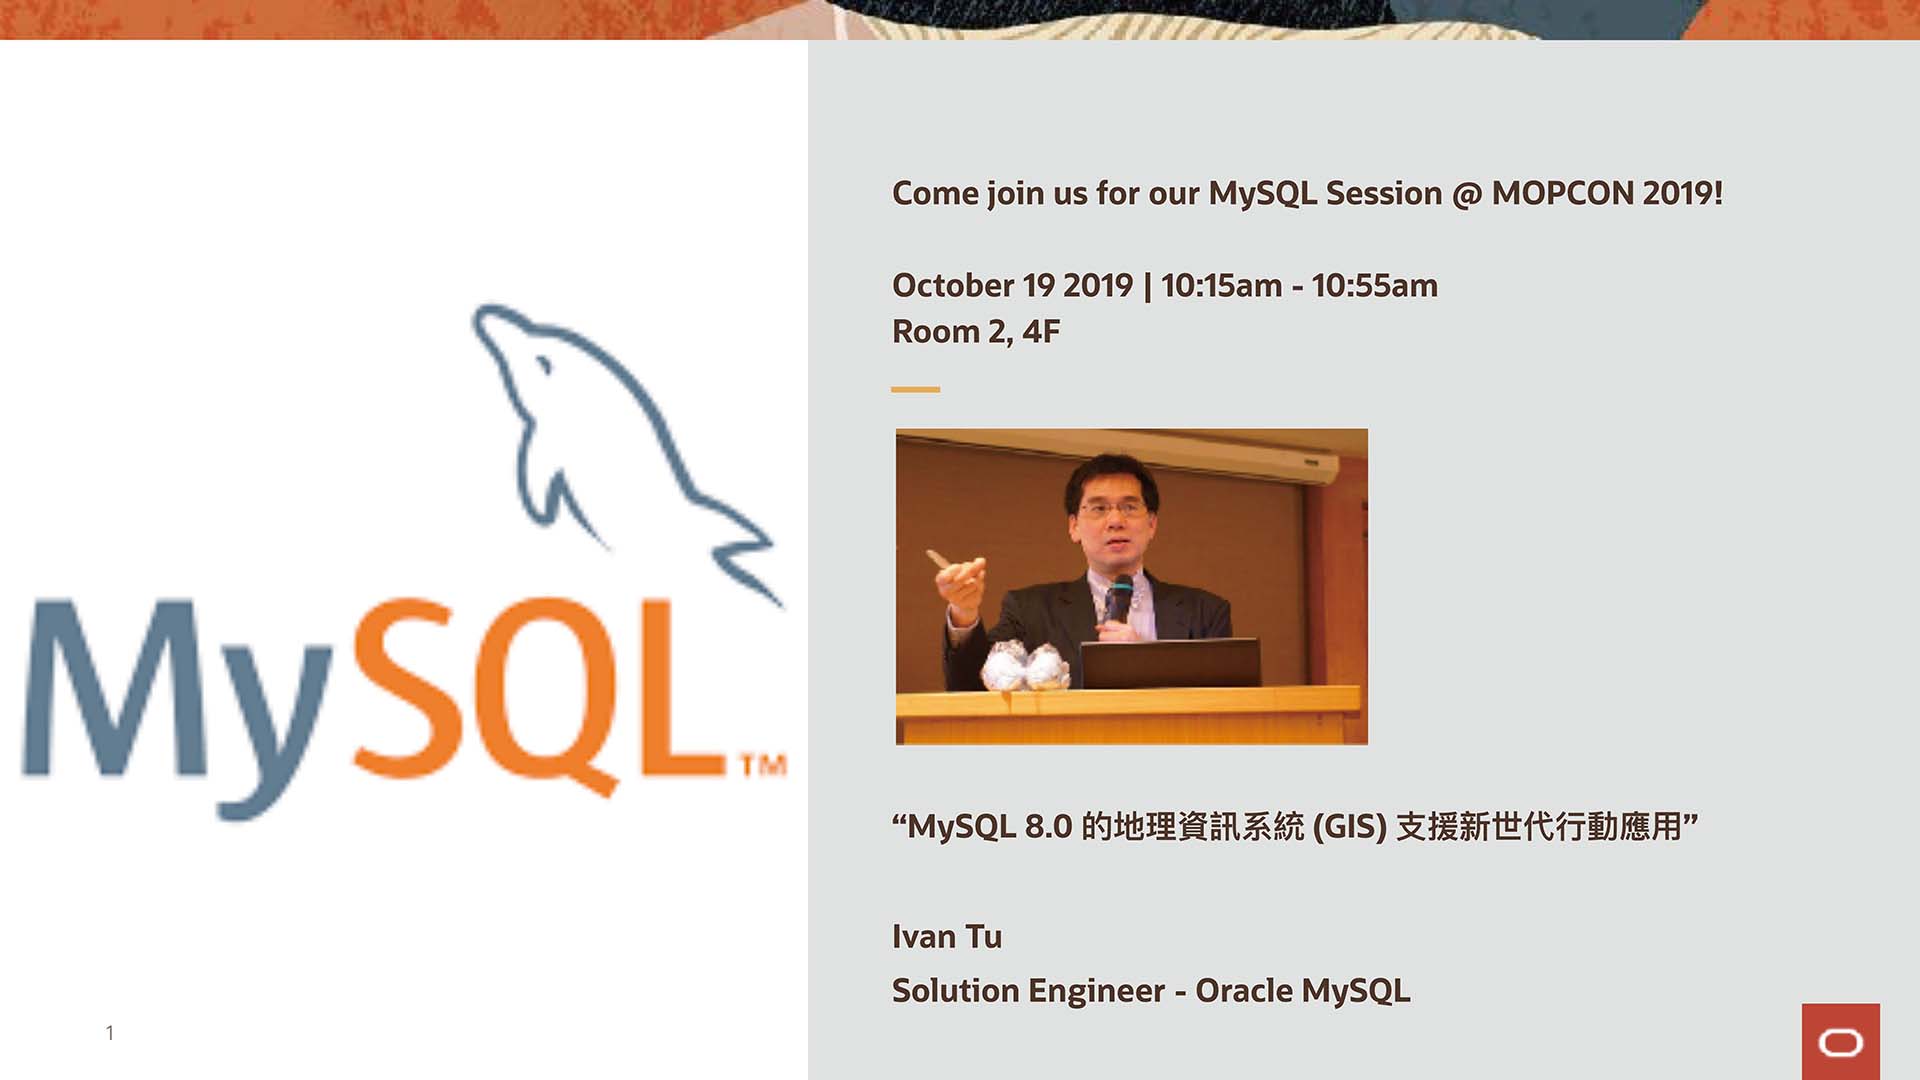 MySQL™
Come join us for our MySQL Session @ MOPCON 2019!
October 19 2019 | 10:15am - 10:55am
Room 2, 4F
“MySQL 8.0 的地理資訊系統 (GIS) 支援新世代行動應用”
Ivan Tu
Solution Engineer - Oracle MySQL
1